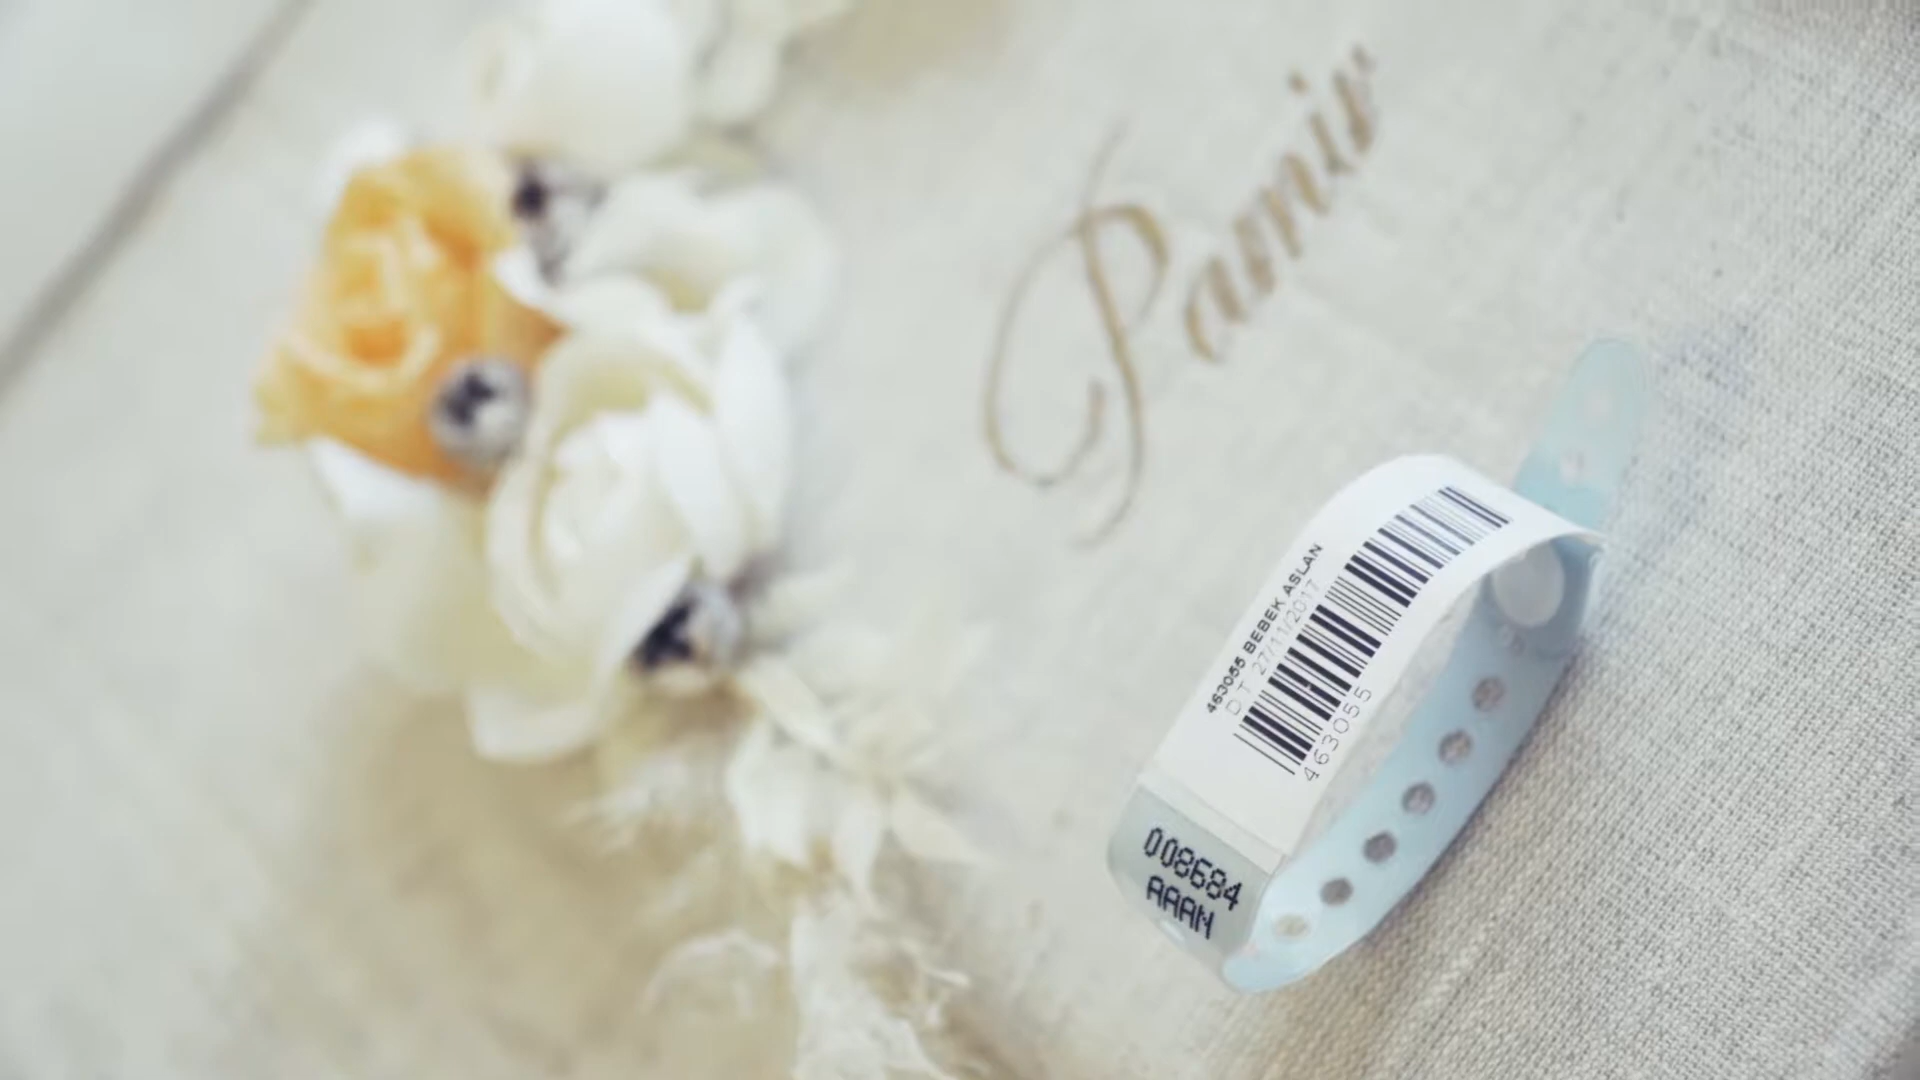 Pamir
463055 BEBEK ASLAN
DT 27/11/2017
463055
008684
AAAN